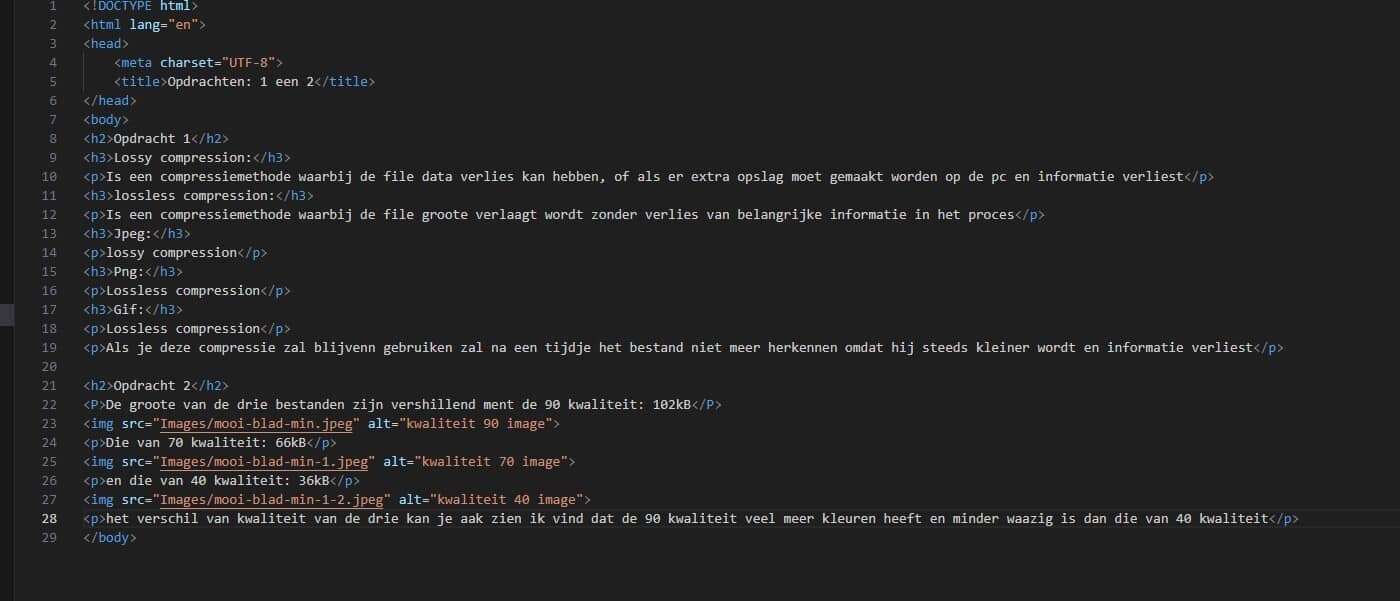 1 <!DOCTYPE html>
2 <html lang="en">
3 <head>
4 <meta charset="UTF-8">
5 <title>Opdrachten: 1 een 2</title>
6 </head>
7 <body>
8 <h2>Opdracht 1</h2>
9 <h3>Lossy compression:</h3>
10 <p>Is een compressiemethode waarbij de file data verlies kan hebben, of als er extra opslag moet gemaakt worden op de pc en informatie verliest</p>
11 <h3>lossless compression:</h3>
12 <p>Is een compressiemethode waarbij de file groote verlaagt wordt zonder verlies van belangrijke informatie in het proces</p>
13 <h3>Jpeg:</h3>
14 <p>lossy compression</p>
15 <h3>Png:</h3>
16 <p>Lossless compression</p>
17 <h3>Gif:</h3>
18 <p>Lossless compression</p>
19 <p>Als je deze compressie zal blijvenn gebruiken zal na een tijdje het bestand niet meer herkennen omdat hij steeds kleiner wordt en informatie verliest</p>
20
21 <h2>Opdracht 2</h2>
22 <P>De groote van de drie bestanden zijn vershillend ment de 90 kwaliteit: 102kB</P>
23 <img src="Images/mooi-blad-min.jpeg" alt="kwaliteit 90 image">
24 <p>Die van 70 kwaliteit: 66kB</p>
25 <img src="Images/mooi-blad-min-1.jpeg" alt="kwaliteit 70 image">
26 <p>en die van 40 kwaliteit: 36kB</p>
27 <img src="Images/mooi-blad-min-1-2.jpeg" alt="kwaliteit 40 image">
28 <p>het verschil van kwaliteit van de drie kan je aak zien ik vind dat de 90 kwaliteit veel meer kleuren heeft en minder waazig is dan die van 40 kwaliteit</p>
29 </body>